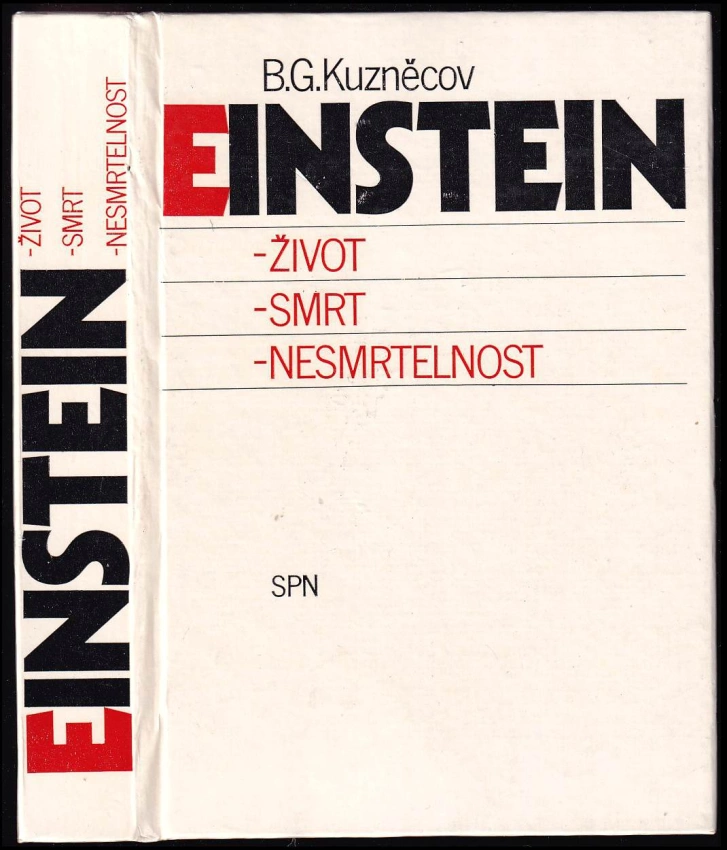 B.G.Kuzněcov
EINSTEIN
-ŽIVOT
-SMRT
-NESMRTELNOST
SPN
EINSTEIN
-ŽIVOT
-SMRT
-NESMRTELNOST